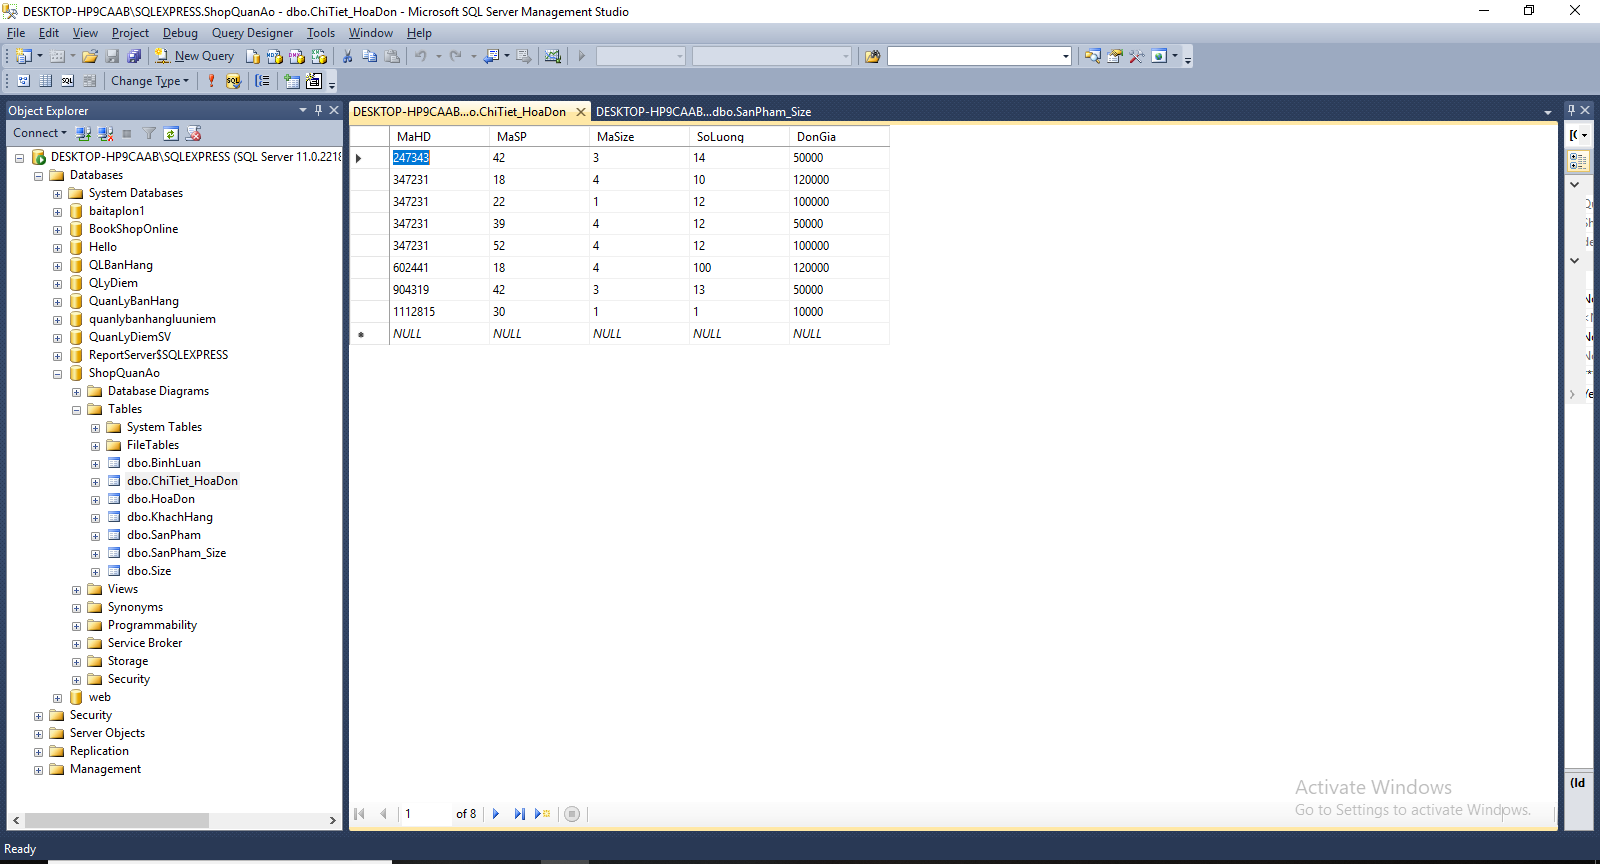 DESKTOP-HP9CAAB\SQLEXPRESS.ShopQuanAo - dbo.ChiTiet_HoaDon - Microsoft SQL Server Management Studio
File Edit View Project Debug Query Designer Tools Window Help
New Query
Change Type
Object Explorer
Connect
DESKTOP-HP9CAAB\SQLEXPRESS (SQL Server 11.0.2218
Databases
System Databases
baitaplon1
BookShopOnline
Hello
QLBanHang
QLyDiem
QuanLyBanHang
quanlybanhangluuniem
QuanLyDiemSV
ReportServer$SQLEXPRESS
ShopQuanAo
Database Diagrams
Tables
System Tables
FileTables
dbo.BinhLuan
dbo.ChiTiet_HoaDon
dbo.HoaDon
dbo.KhachHang
dbo.SanPham
dbo.SanPham_Size
dbo.Size
Views
Synonyms
Programmability
Service Broker
Storage
Security
web
Security
Server Objects
Replication
Management
DESKTOP-HP9CAAB...o.ChiTiet_HoaDon DESKTOP-HP9CAAB...dbo.SanPham_Size
MaHD MaSP MaSize SoLuong DonGia
247343 42 3 14 50000
347231 18 4 10 120000
347231 22 1 12 100000
347231 39 4 12 50000
347231 52 4 12 100000
602441 18 4 100 120000
904319 42 3 13 50000
1112815 30 1 1 10000
NULL NULL NULL NULL NULL
1 of 8
(Id
Activate Windows
Go to Settings to activate Windows.
Ready